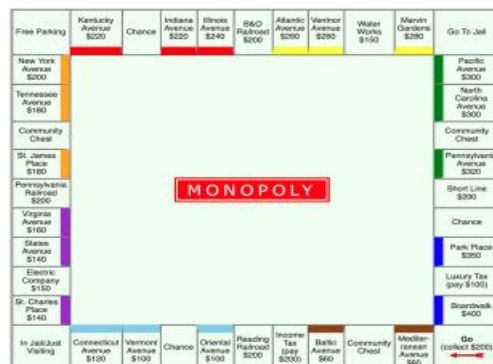 Free Parking
Kentucky
Avenue
$220
Chance
Indiana
Avenue
$220
Illinois
Avenue
$240
B&O
Railroad
$200
Atlantic
Avenue
$260
Ventnor
Avenue
$260
Water
Works
$150
Marvin
Gardens
$280
Go To Jail
New York
Avenue
$200
Tennessee
Avenue
$180
Community
Chest
St. James
Place
$180
Pennsylvania
Railroad
$200
Virginia
Avenue
$160
States
Avenue
$140
Electric
Company
$150
St. Charles
Place
$140
MONOPOLY
Pacific
Avenue
$300
North
Carolina
Avenue
$300
Community
Chest
Pennsylvania
Avenue
$320
Short Line
$200
Chance
Park Place
$350
Luxury Tax
(pay $100)
Boardwalk
$400
In Jail/Just
Visiting
Connecticut
Avenue
$120
Vermont
Avenue
$100
Chance
Oriental
Avenue
$100
Reading
Railroad
$200
Income
Tax
(pay
$200)
Baltic
Avenue
$60
Community
Chest
Mediter-
ranean
Avenue
$60
Go
(collect $200)